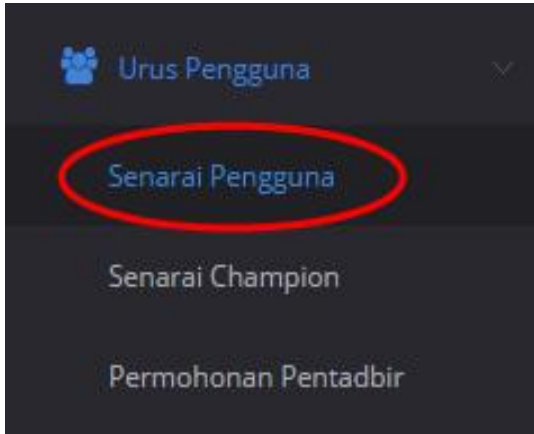 Urus Pengguna
Senarai Pengguna
Senarai Champion
Permohonan Pentadbir